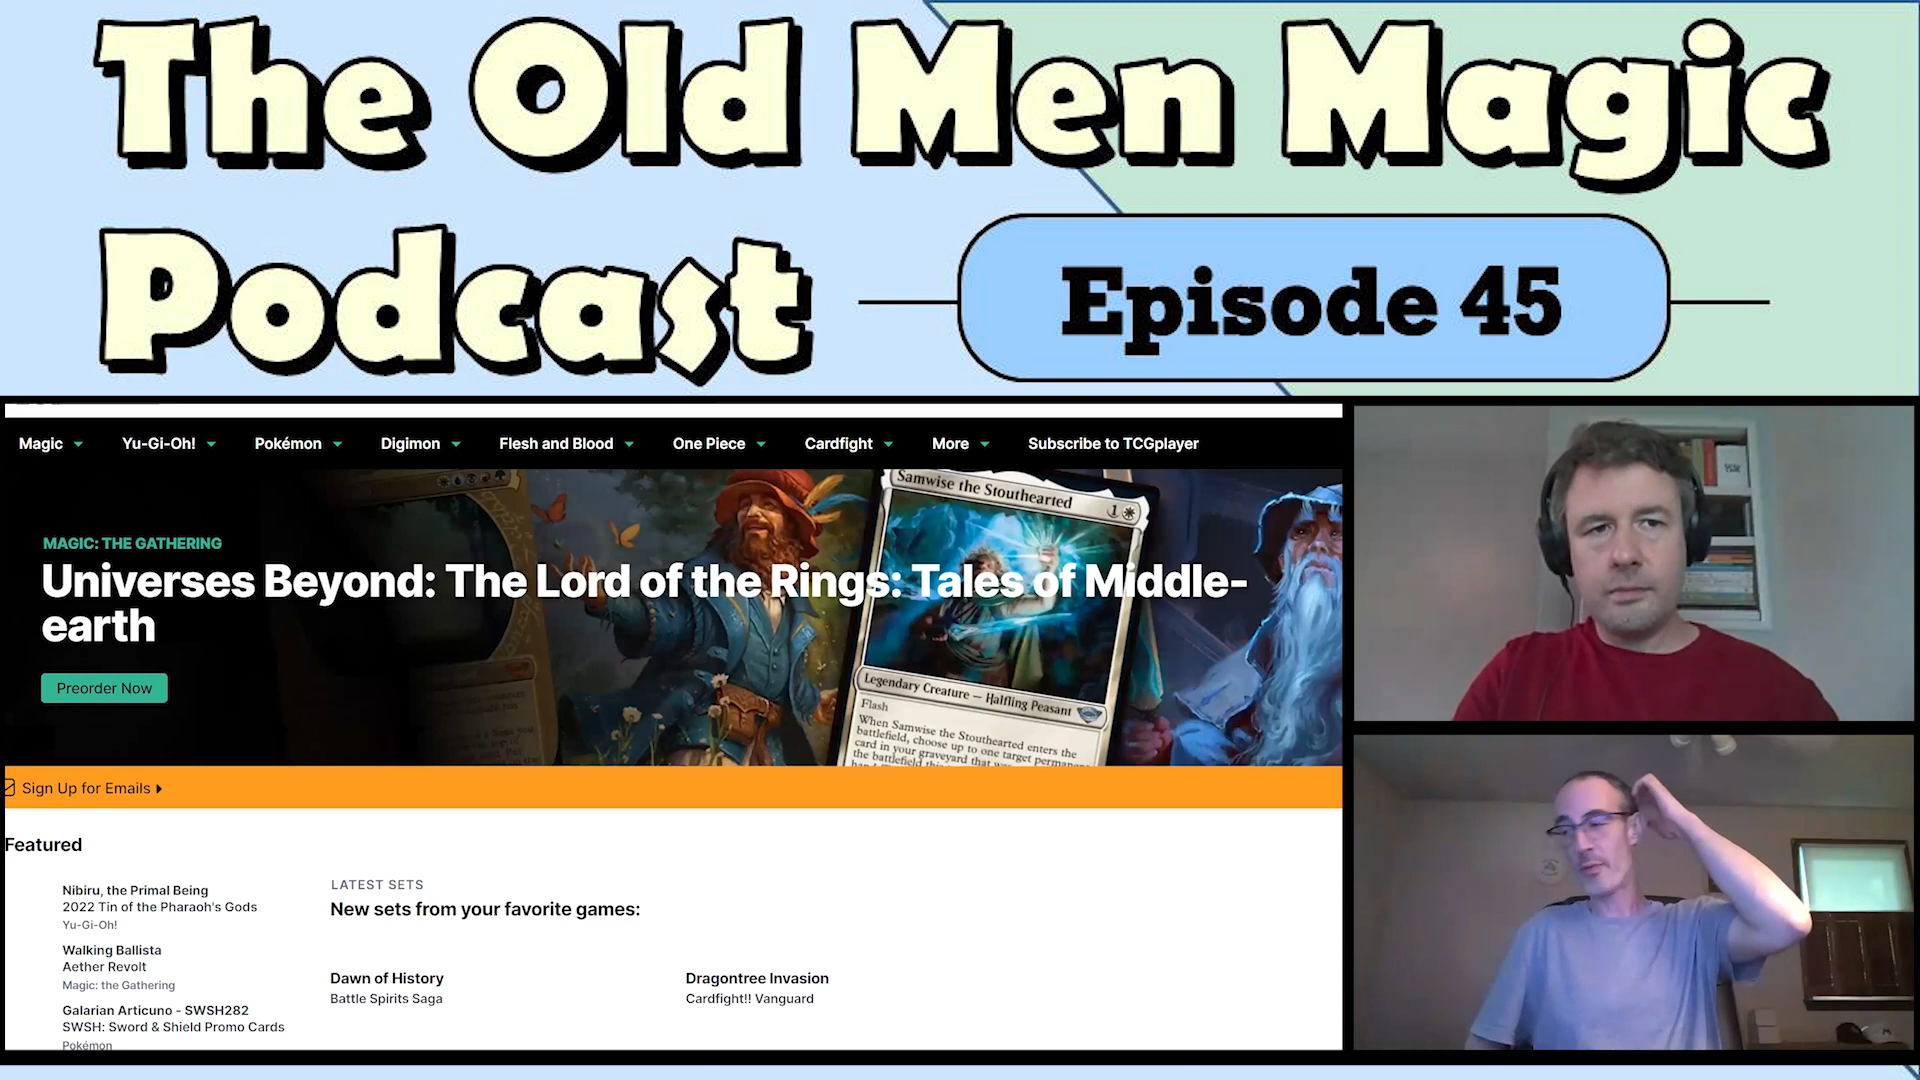 The Old Men Magic
Podcast
Episode 45
Magic
Yu-Gi-Oh!
Pokémon
Digimon
Flesh and Blood
One Piece
Cardfight
More
Subscribe to TCGplayer
MAGIC: THE GATHERING
Universes Beyond: The Lord of the Rings: Tales of Middle-
earth
Preorder Now
Samwise the Stouthearted
1
Legendary Creature — Halfling Peasant
Flash
When Samwise the Stouthearted enters the
battlefield, choose up to one target
card in your graveyard that
the battlefield
Sign Up for Emails
Featured
Nibiru, the Primal Being
2022 Tin of the Pharaoh's Gods
Yu-Gi-Oh!
Walking Ballista
Aether Revolt
Magic: the Gathering
Galarian Articuno - SWSH282
SWSH: Sword & Shield Promo Cards
Pokémon
LATEST SETS
New sets from your favorite games:
Dawn of History
Battle Spirits Saga
Dragontree Invasion
Cardfight!! Vanguard